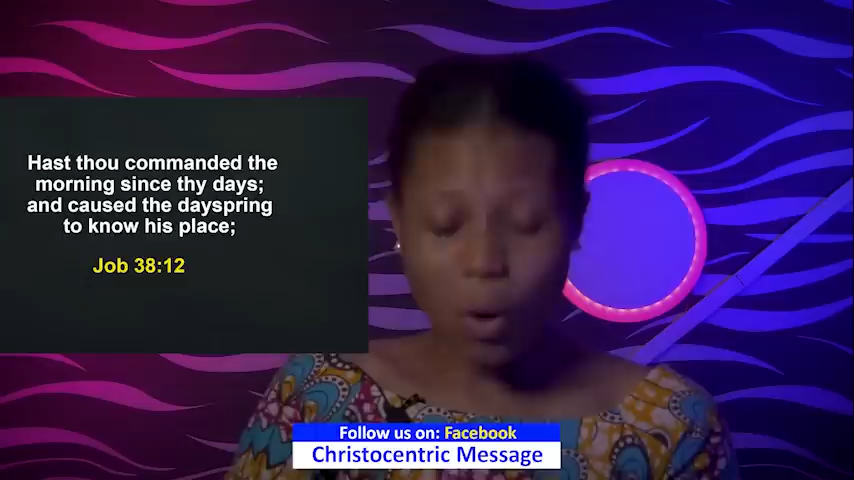 Hast thou commanded the
morning since thy days;
and caused the dayspring
to know his place;
Job 38:12
Follow us on: Facebook
Christocentric Message